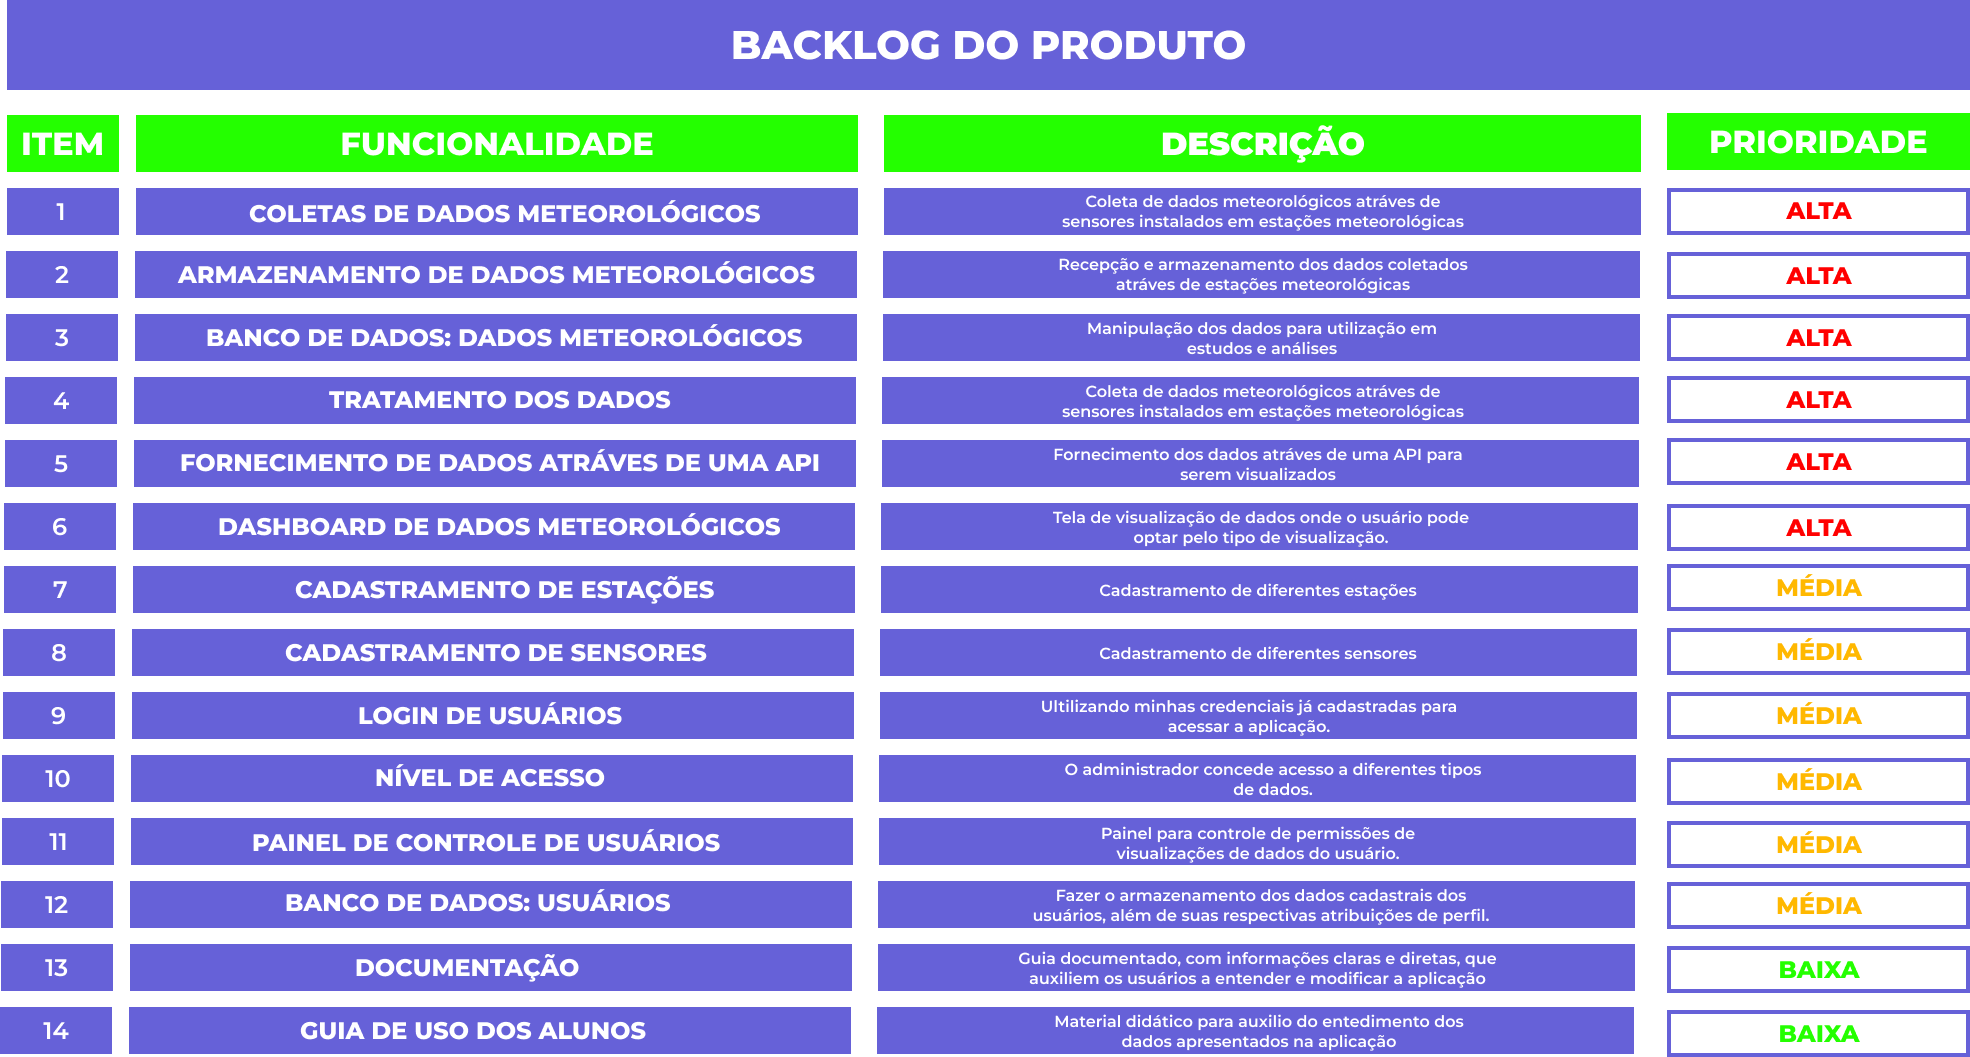 BACKLOG DO PRODUTO
ITEM FUNCIONALIDADE DESCRIÇÃO PRIORIDADE
1 COLETAS DE DADOS METEOROLÓGICOS Coleta de dados meteorológicos atráves de
sensores instalados em estações meteorológicas ALTA
2 ARMAZENAMENTO DE DADOS METEOROLÓGICOS Recepção e armazenamento dos dados coletados
atráves de estações meteorológicas ALTA
3 BANCO DE DADOS: DADOS METEOROLÓGICOS Manipulação dos dados para utilização em
estudos e análises ALTA
4 TRATAMENTO DOS DADOS Coleta de dados meteorológicos atráves de
sensores instalados em estações meteorológicas ALTA
5 FORNECIMENTO DE DADOS ATRÁVES DE UMA API Fornecimento dos dados atráves de uma API para
serem visualizados ALTA
6 DASHBOARD DE DADOS METEOROLÓGICOS Tela de visualização de dados onde o usuário pode
optar pelo tipo de visualização. ALTA
7 CADASTRAMENTO DE ESTAÇÕES Cadastramento de diferentes estações MÉDIA
8 CADASTRAMENTO DE SENSORES Cadastramento de diferentes sensores MÉDIA
9 LOGIN DE USUÁRIOS Ultilizando minhas credenciais já cadastradas para
acessar a aplicação. MÉDIA
10 NÍVEL DE ACESSO O administrador concede acesso a diferentes tipos
de dados. MÉDIA
11 PAINEL DE CONTROLE DE USUÁRIOS Painel para controle de permissões de
visualizações de dados do usuário. MÉDIA
12 BANCO DE DADOS: USUÁRIOS Fazer o armazenamento dos dados cadastrais dos
usuários, além de suas respectivas atribuições de perfil. MÉDIA
13 DOCUMENTAÇÃO Guia documentado, com informações claras e diretas, que
auxiliem os usuários a entender e modificar a aplicação BAIXA
14 GUIA DE USO DOS ALUNOS Material didático para auxilio do entedimento dos
dados apresentados na aplicação BAIXA